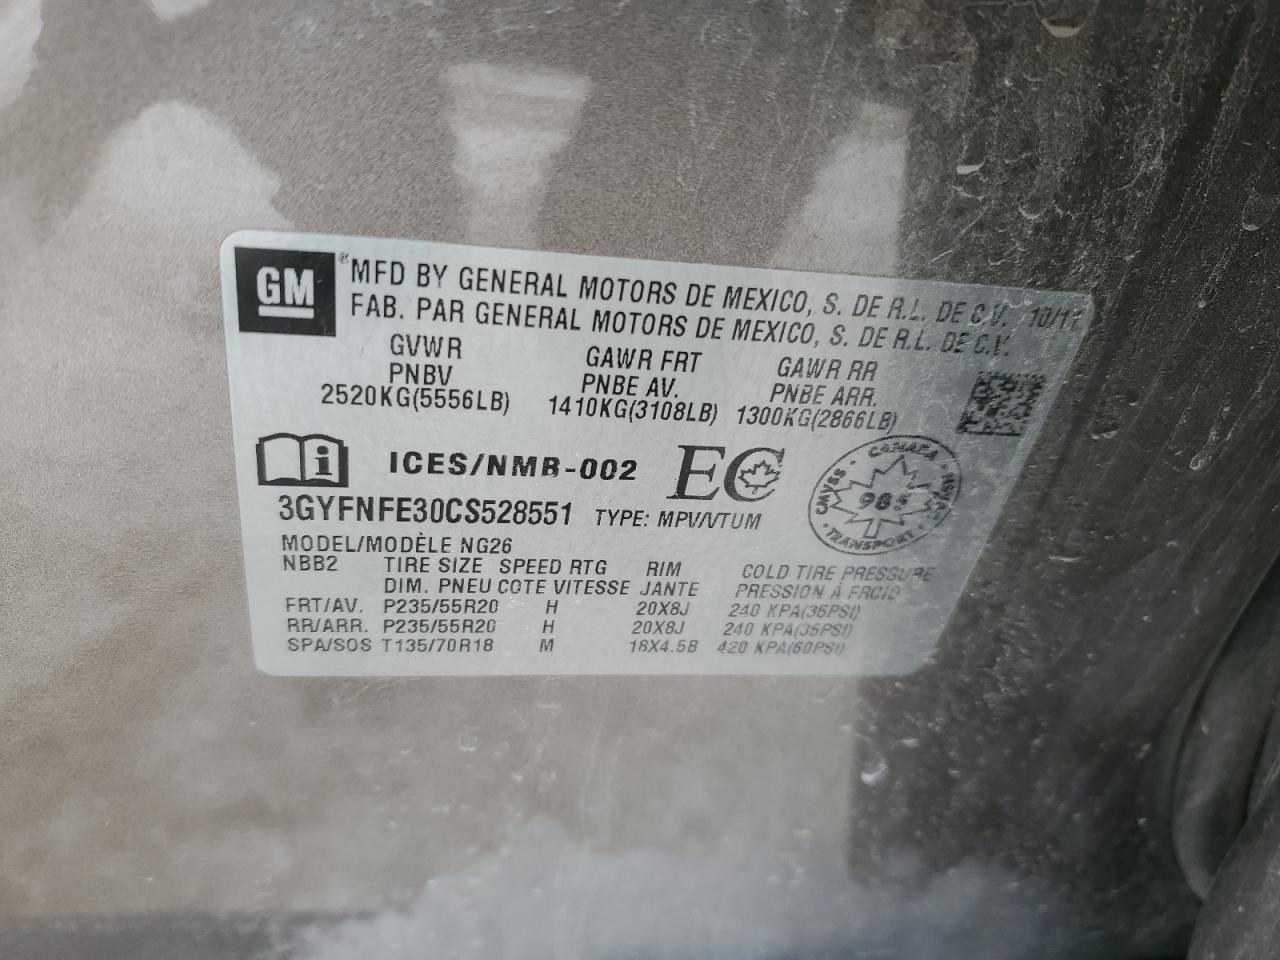 GM ® MFD BY GENERAL MOTORS DE MEXICO, S. DE R.L. DE C.V. 10/17
FAB. PAR GENERAL MOTORS DE MEXICO, S. DE R.L. DE C.V.
GVWR GAWR FRT GAWR RR
PNBV PNBE AV. PNBE ARR.
2520KG(5556LB) 1410KG(3108LB) 1300KG(2866LB)
i ICES/NMB-002 EC
CANADA CMVSS NSVAC TRANSPORT
3GYFNFE30CS528551 TYPE: MPV/VTUM
MODEL/MODÈLE NG26
NBB2 TIRE SIZE SPEED RTG RIM COLD TIRE PRESSURE
DIM. PNEU COTE VITESSE JANTE PRESSION À FROID
FRT/AV. P235/55R20 H 20X8J 240 KPA(35PSI)
RR/ARR. P235/55R20 H 20X8J 240 KPA(35PSI)
SPA/SOS T135/70R18 M 18X4.5B 420 KPA(60PSI)